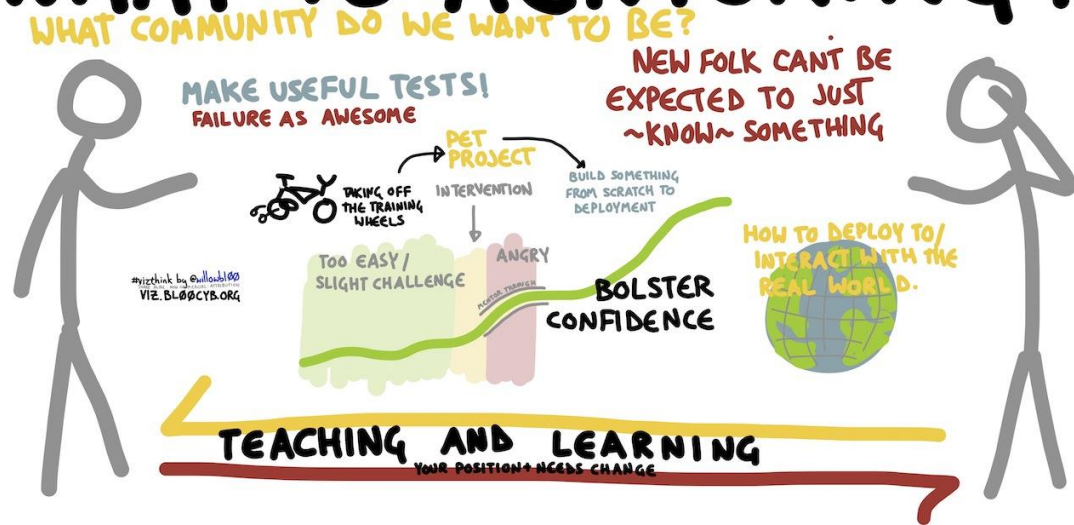 WHAT COMMUNITY DO WE WANT TO BE?
MAKE USEFUL TESTS!
FAILURE AS AWESOME
NEW FOLK CAN'T BE
EXPECTED TO JUST
~KNOW~ SOMETHING
PET
PROJECT
TAKING OFF
THE TRAINING
WHEELS
INTERVENTION
BUILD SOMETHING
FROM SCRATCH TO
DEPLOYMENT
TOO EASY/
SLIGHT CHALLENGE
ANGRY
MENTOR THROUGH
BOLSTER
CONFIDENCE
HOW TO DEPLOY TO/
INTERACT WITH THE
REAL WORLD.
#vizthink by @willowbl00
VIZ.BLØCYB.ORG
TEACHING AND LEARNING
YOUR POSITION + NEEDS CHANGE